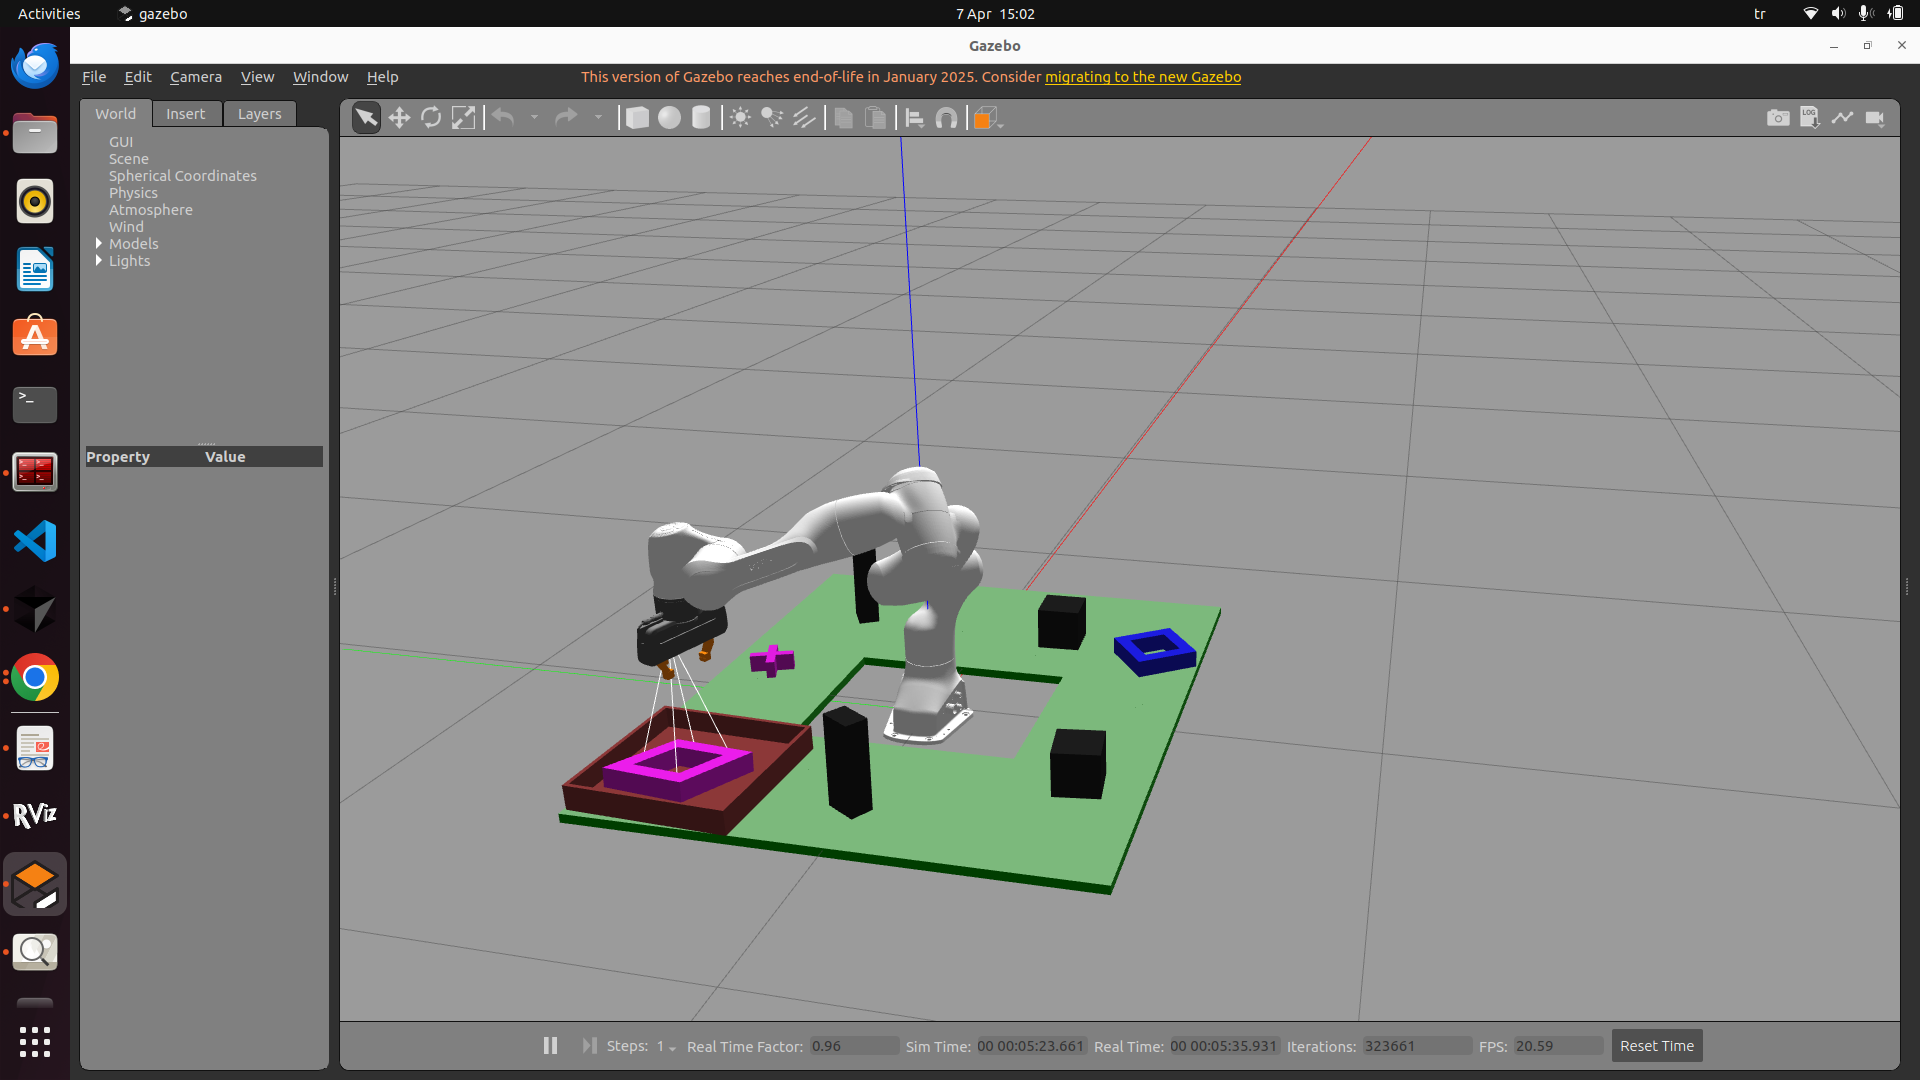 Activities gazebo 7 Apr 15:02 tr
Gazebo
File Edit Camera View Window Help This version of Gazebo reaches end-of-life in January 2025. Consider migrating to the new Gazebo
World Insert Layers
LOG
GUI
Scene
Spherical Coordinates
Physics
Atmosphere
Wind
Models
Lights
>_
Property Value
RViz
Steps: 1 Real Time Factor: 0.96 Sim Time: 00 00:05:23.661 Real Time: 00 00:05:35.931 Iterations: 323661 FPS: 20.59 Reset Time